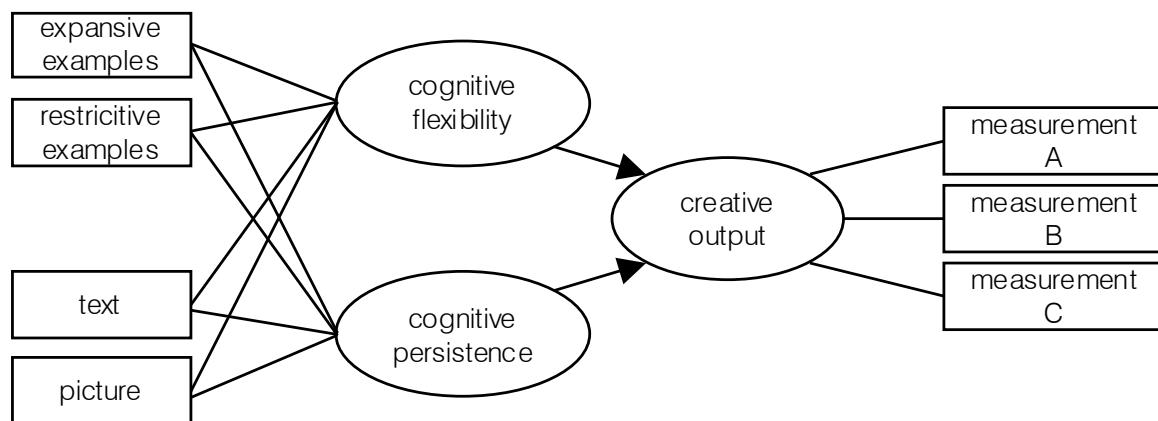 expansive
examples
restricitive
examples
text
picture
cognitive
flexibility
cognitive
persistence
creative
output
measurement
A
measurement
B
measurement
C